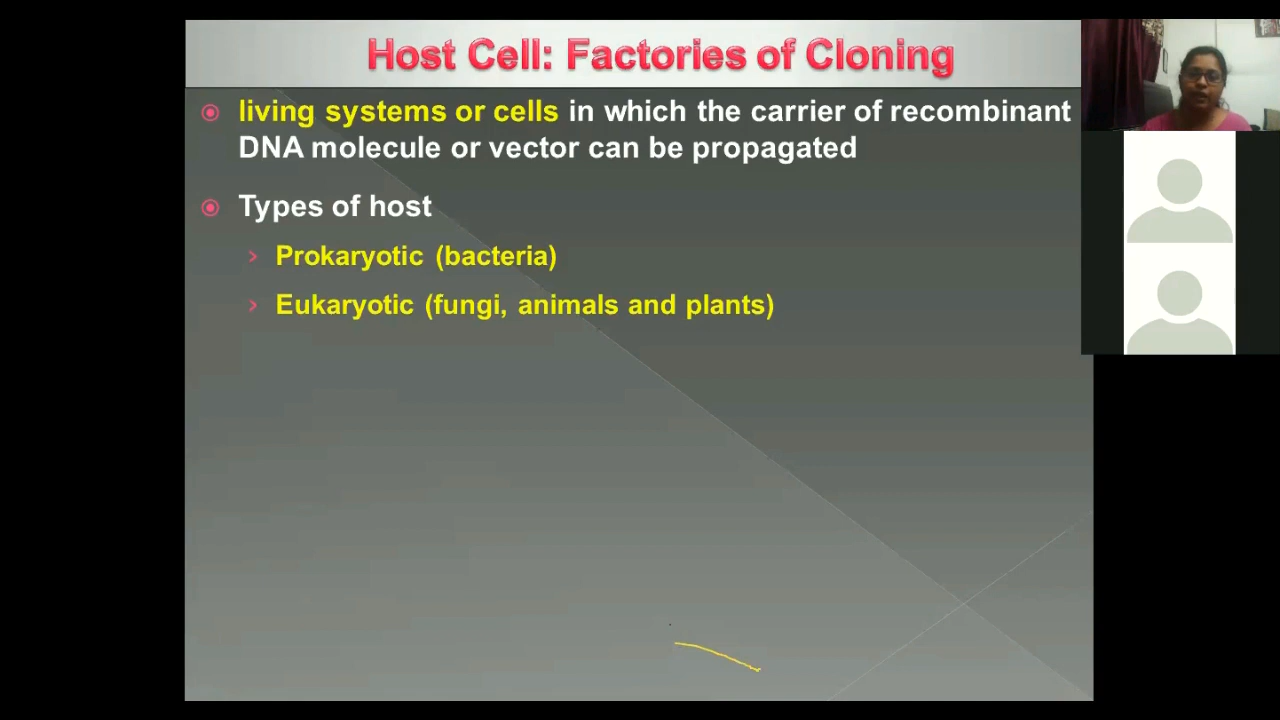 Host Cell: Factories of Cloning
living systems or cells in which the carrier of recombinant
DNA molecule or vector can be propagated
Types of host
Prokaryotic (bacteria)
Eukaryotic (fungi, animals and plants)